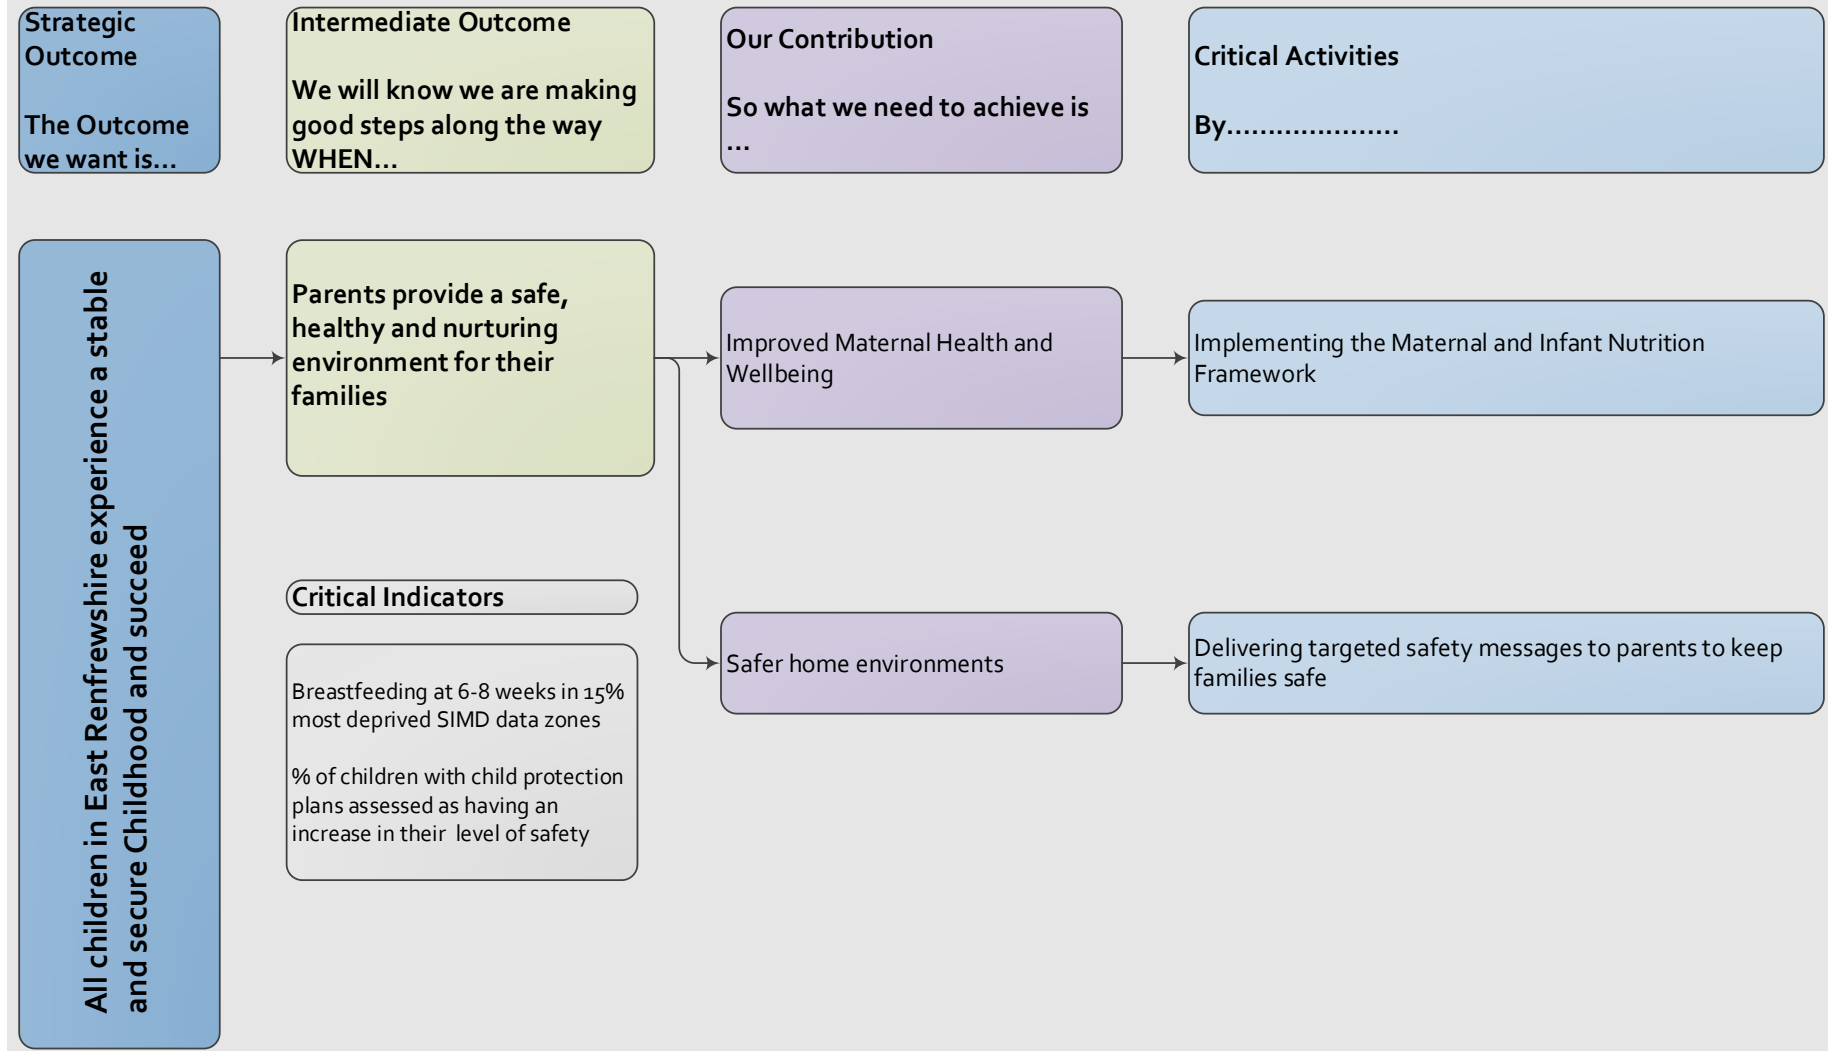 Strategic
Outcome
The Outcome
we want is...
Intermediate Outcome
We will know we are making
good steps along the way
WHEN...
Our Contribution
So what we need to achieve is
...
Critical Activities
By.....................
All children in East Renfrewshire experience a stable
and secure Childhood and succeed
Parents provide a safe,
healthy and nurturing
environment for their
families
Improved Maternal Health and
Wellbeing
Implementing the Maternal and Infant Nutrition
Framework
Critical Indicators
Breastfeeding at 6-8 weeks in 15%
most deprived SIMD data zones
% of children with child protection
plans assessed as having an
increase in their level of safety
Safer home environments
Delivering targeted safety messages to parents to keep
families safe